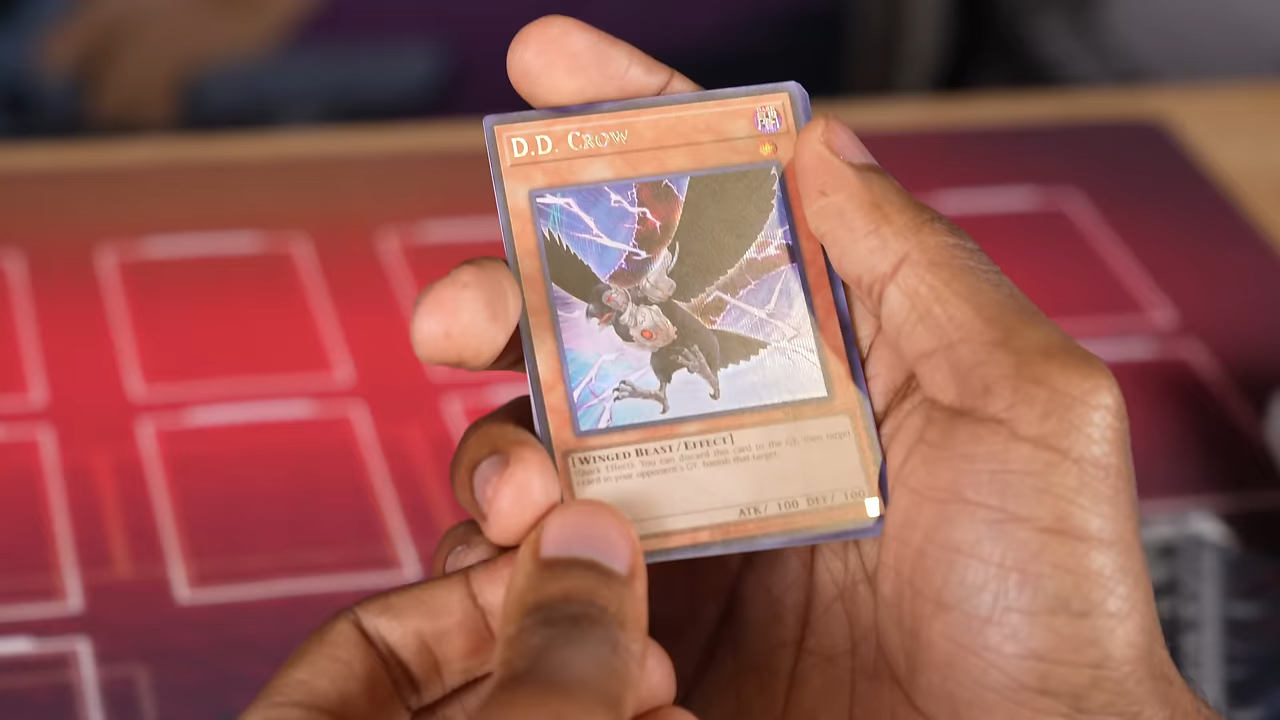 D.D. Crow
[Winged Beast/Effect]
(Quick Effect): You can discard this card to the GY, then target
1 card in your opponent's GY; banish that target.
ATK/ 100 DEF/ 100